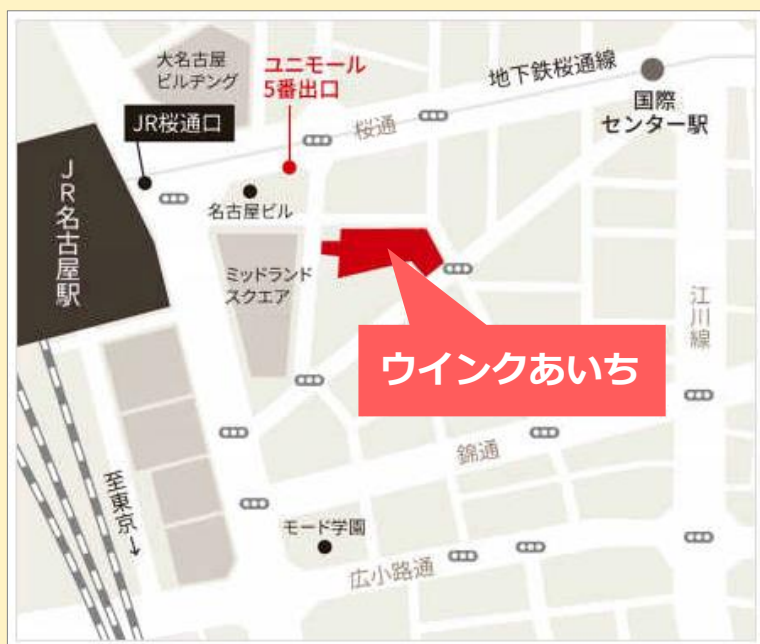 大名古屋
ビルヂング
ユニモール
5番出口
地下鉄桜通線
国際
センター駅
JR桜通口
桜通
JR名古屋駅
名古屋ビル
ミッドランド
スクエア
ウインクあいち
江川線
錦通
至東京→
モード学園
広小路通